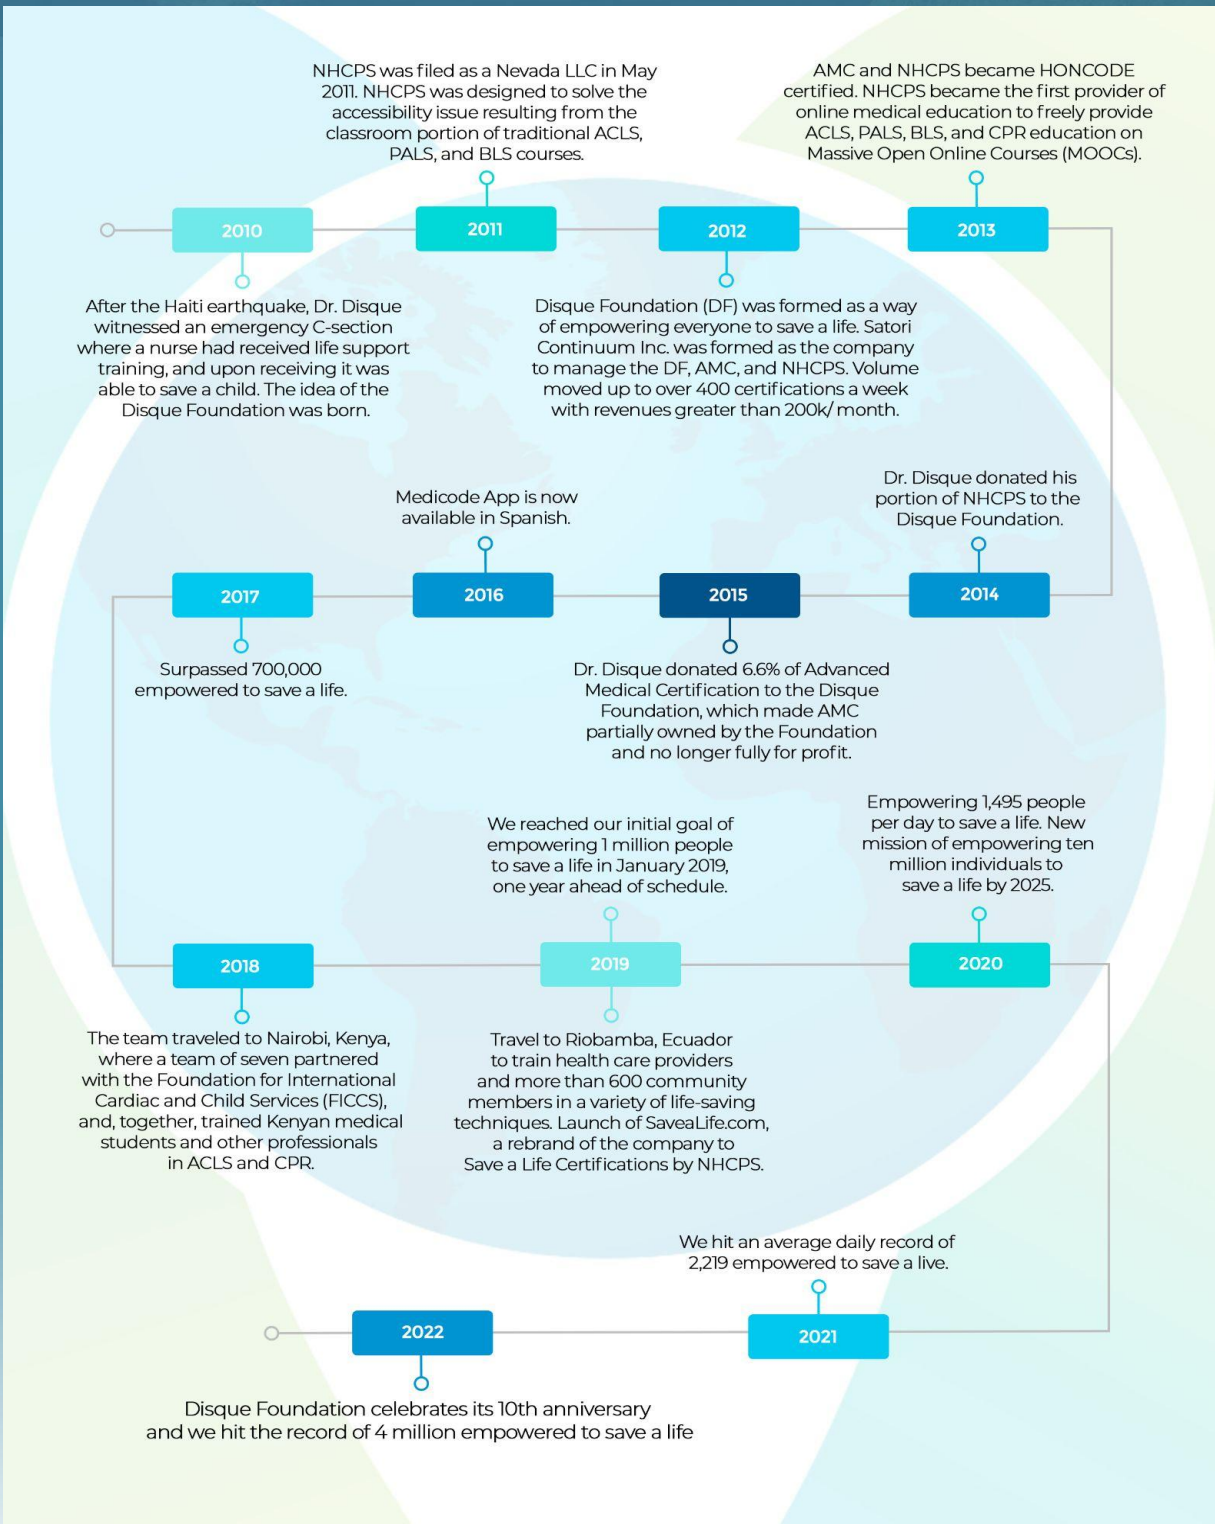 NHCPS was filed as a Nevada LLC in May
2011. NHCPS was designed to solve the
accessibility issue resulting from the
classroom portion of traditional ACLS,
PALS, and BLS courses.
AMC and NHCPS became HONCODE
certified. NHCPS became the first provider of
online medical education to freely provide
ACLS, PALS, BLS, and CPR education on
Massive Open Online Courses (MOOCs).
2010
2011
2012
2013
After the Haiti earthquake, Dr. Disque
witnessed an emergency C-section
where a nurse had received life support
training, and upon receiving it was
able to save a child. The idea of the
Disque Foundation was born.
Disque Foundation (DF) was formed as a way
of empowering everyone to save a life. Satori
Continuum Inc. was formed as the company
to manage the DF, AMC, and NHCPS. Volume
moved up to over 400 certifications a week
with revenues greater than 200k/ month.
Dr. Disque donated his
portion of NHCPS to the
Disque Foundation.
Medicode App is now
available in Spanish.
2017
2016
2015
2014
Surpassed 700,000
empowered to save a life.
Dr. Disque donated 6.6% of Advanced
Medical Certification to the Disque
Foundation, which made AMC
partially owned by the Foundation
and no longer fully for profit.
We reached our initial goal of
empowering 1 million people
to save a life in January 2019,
one year ahead of schedule.
Empowering 1,495 people
per day to save a life. New
mission of empowering ten
million individuals to
save a life by 2025.
2018
2019
2020
The team traveled to Nairobi, Kenya,
where a team of seven partnered
with the Foundation for International
Cardiac and Child Services (FICCS),
and, together, trained Kenyan medical
students and other professionals
in ACLS and CPR.
Travel to Riobamba, Ecuador
to train health care providers
and more than 600 community
members in a variety of life-saving
techniques. Launch of SaveaLife.com,
a rebrand of the company to
Save a Life Certifications by NHCPS.
We hit an average daily record of
2,219 empowered to save a live.
2022
2021
Disque Foundation celebrates its 10th anniversary
and we hit the record of 4 million empowered to save a life